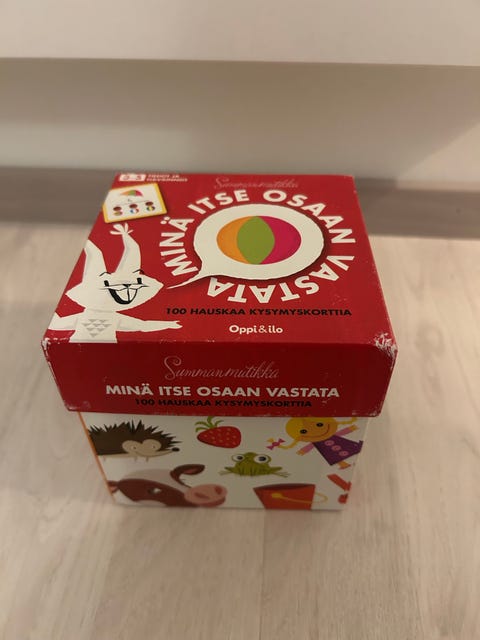 Summanmutikka
MINÄ ITSE OSAAN VASTATA
100 HAUSKAA KYSYMYSKORTTIA
Oppi&ilo
Summanmutikka
MINÄ ITSE OSAAN VASTATA
100 HAUSKAA KYSYMYSKORTTIA